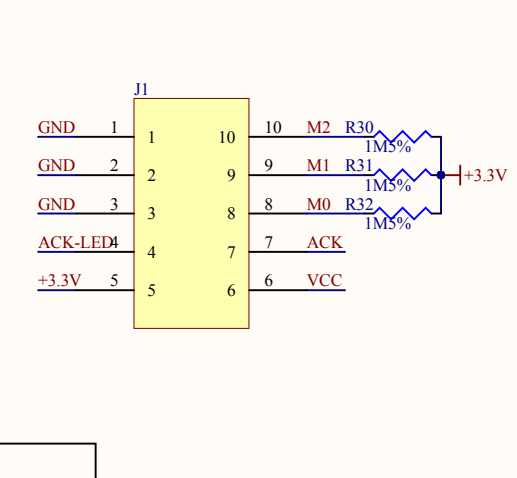 J1
GND 1 1 10 10 M2 R30
1M5%
GND 2 2 9 9 M1 R31 +3.3V
1M5%
GND 3 3 8 8 M0 R32
1M5%
ACK-LED 4 4 7 7 ACK
+3.3V 5 5 6 6 VCC